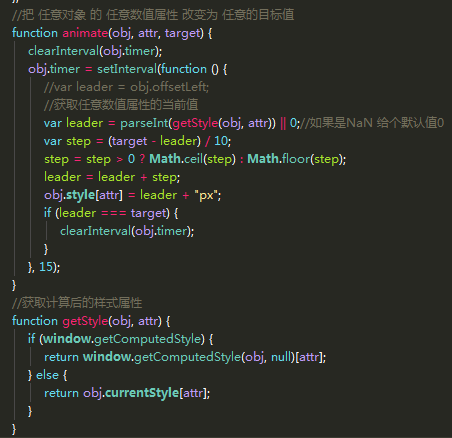 //把 任意对象 的 任意数值属性 改变为 任意的目标值
function animate(obj, attr, target) {
clearInterval(obj.timer);
obj.timer = setInterval(function () {
//var leader = obj.offsetLeft;
//获取任意数值属性的当前值
var leader = parseInt(getStyle(obj, attr)) || 0;//如果是NaN 给个默认值0
var step = (target - leader) / 10;
step = step > 0 ? Math.ceil(step) : Math.floor(step);
leader = leader + step;
obj.style[attr] = leader + "px";
if (leader === target) {
clearInterval(obj.timer);
}
}, 15);
}
//获取计算后的样式属性
function getStyle(obj, attr) {
if (window.getComputedStyle) {
return window.getComputedStyle(obj, null)[attr];
} else {
return obj.currentStyle[attr];
}
}